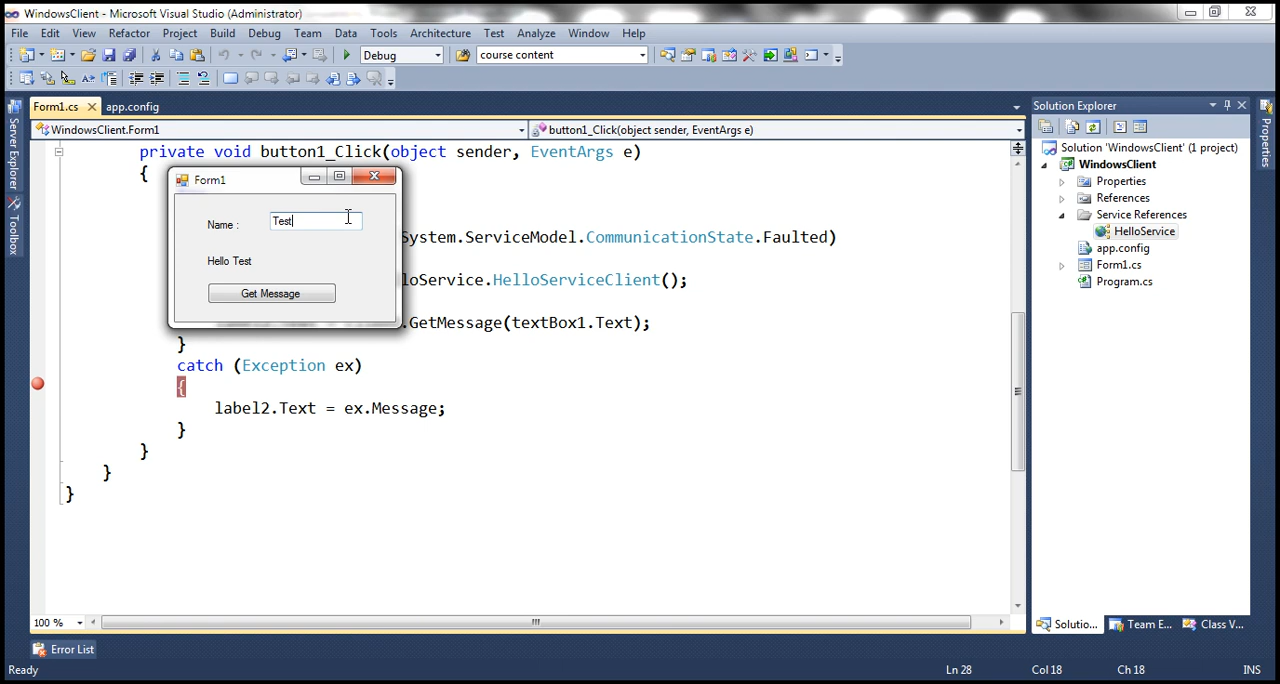 WindowsClient - Microsoft Visual Studio (Administrator)
File Edit View Refactor Project Build Debug Team Data Tools Architecture Test Analyze Window Help
Debug course content
Form1.cs app.config
WindowsClient.Form1 button1_Click(object sender, EventArgs e)
Server Explorer
Toolbox
private void button1_Click(object sender, EventArgs e)
{
Form1
Name :
Test
Hello Test
Get Message
System.ServiceModel.CommunicationState.Faulted)
loService.HelloServiceClient();
.GetMessage(textBox1.Text);
}
catch (Exception ex)
{
label2.Text = ex.Message;
}
}
}
}
100 %
Solution Explorer
Solution 'WindowsClient' (1 project)
WindowsClient
Properties
References
Service References
HelloService
app.config
Form1.cs
Program.cs
Properties
Solutio... Team E... Class V...
Error List
Ready Ln 28 Col 18 Ch 18 INS